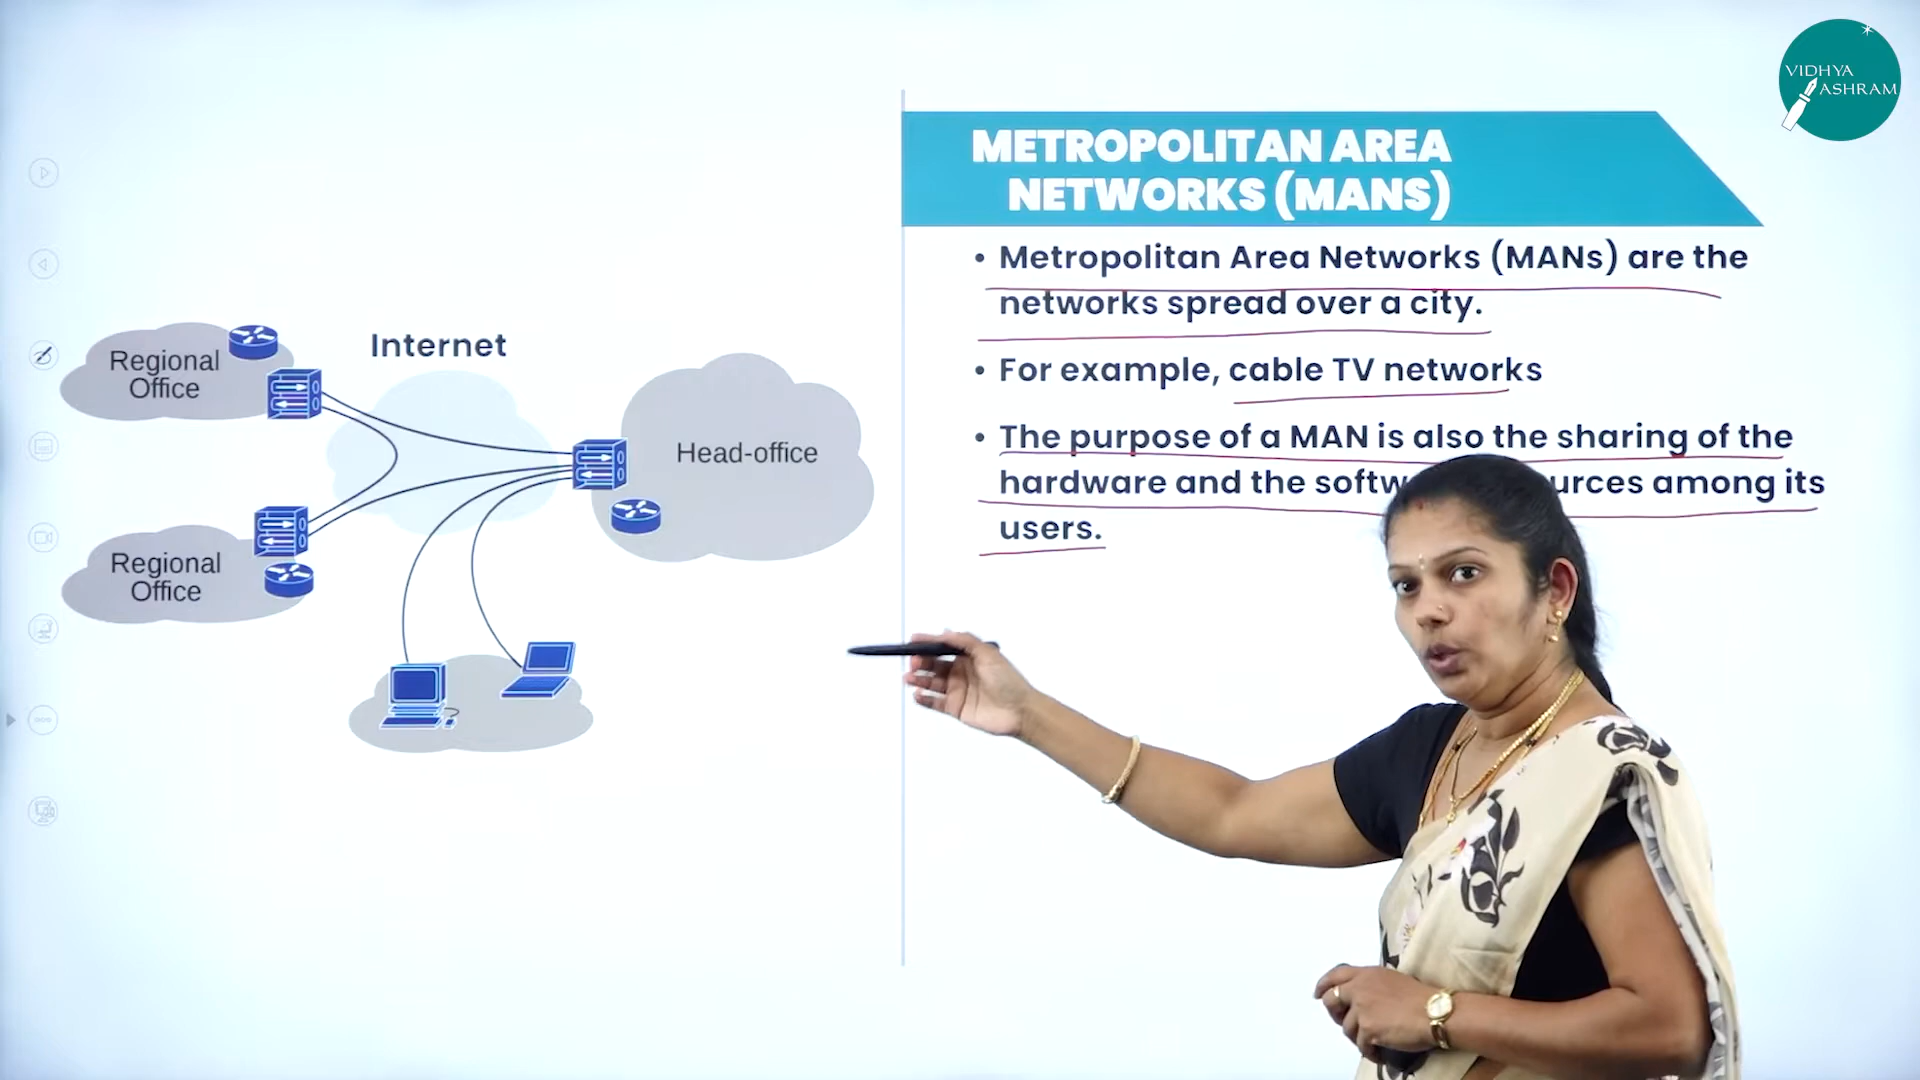 VIDHYA
ASHRAM
METROPOLITAN AREA
NETWORKS (MANS)
• Metropolitan Area Networks (MANs) are the
networks spread over a city.
• For example, cable TV networks
• The purpose of a MAN is also the sharing of the
hardware and the among its
users.
Internet
Regional
Office
Head-office
Regional
Office